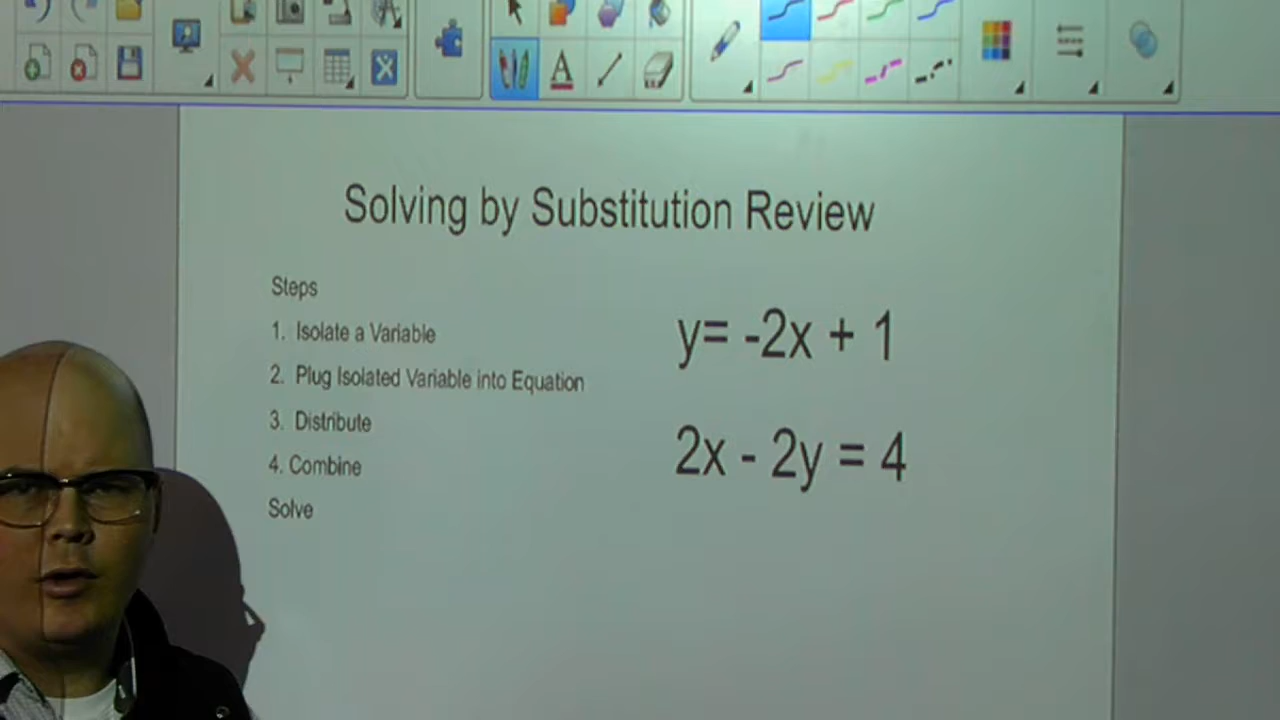 Solving by Substitution Review
Steps
1. Isolate a Variable
2. Plug Isolated Variable into Equation
3. Distribute
4. Combine
Solve
y= -2x + 1
2x - 2y = 4